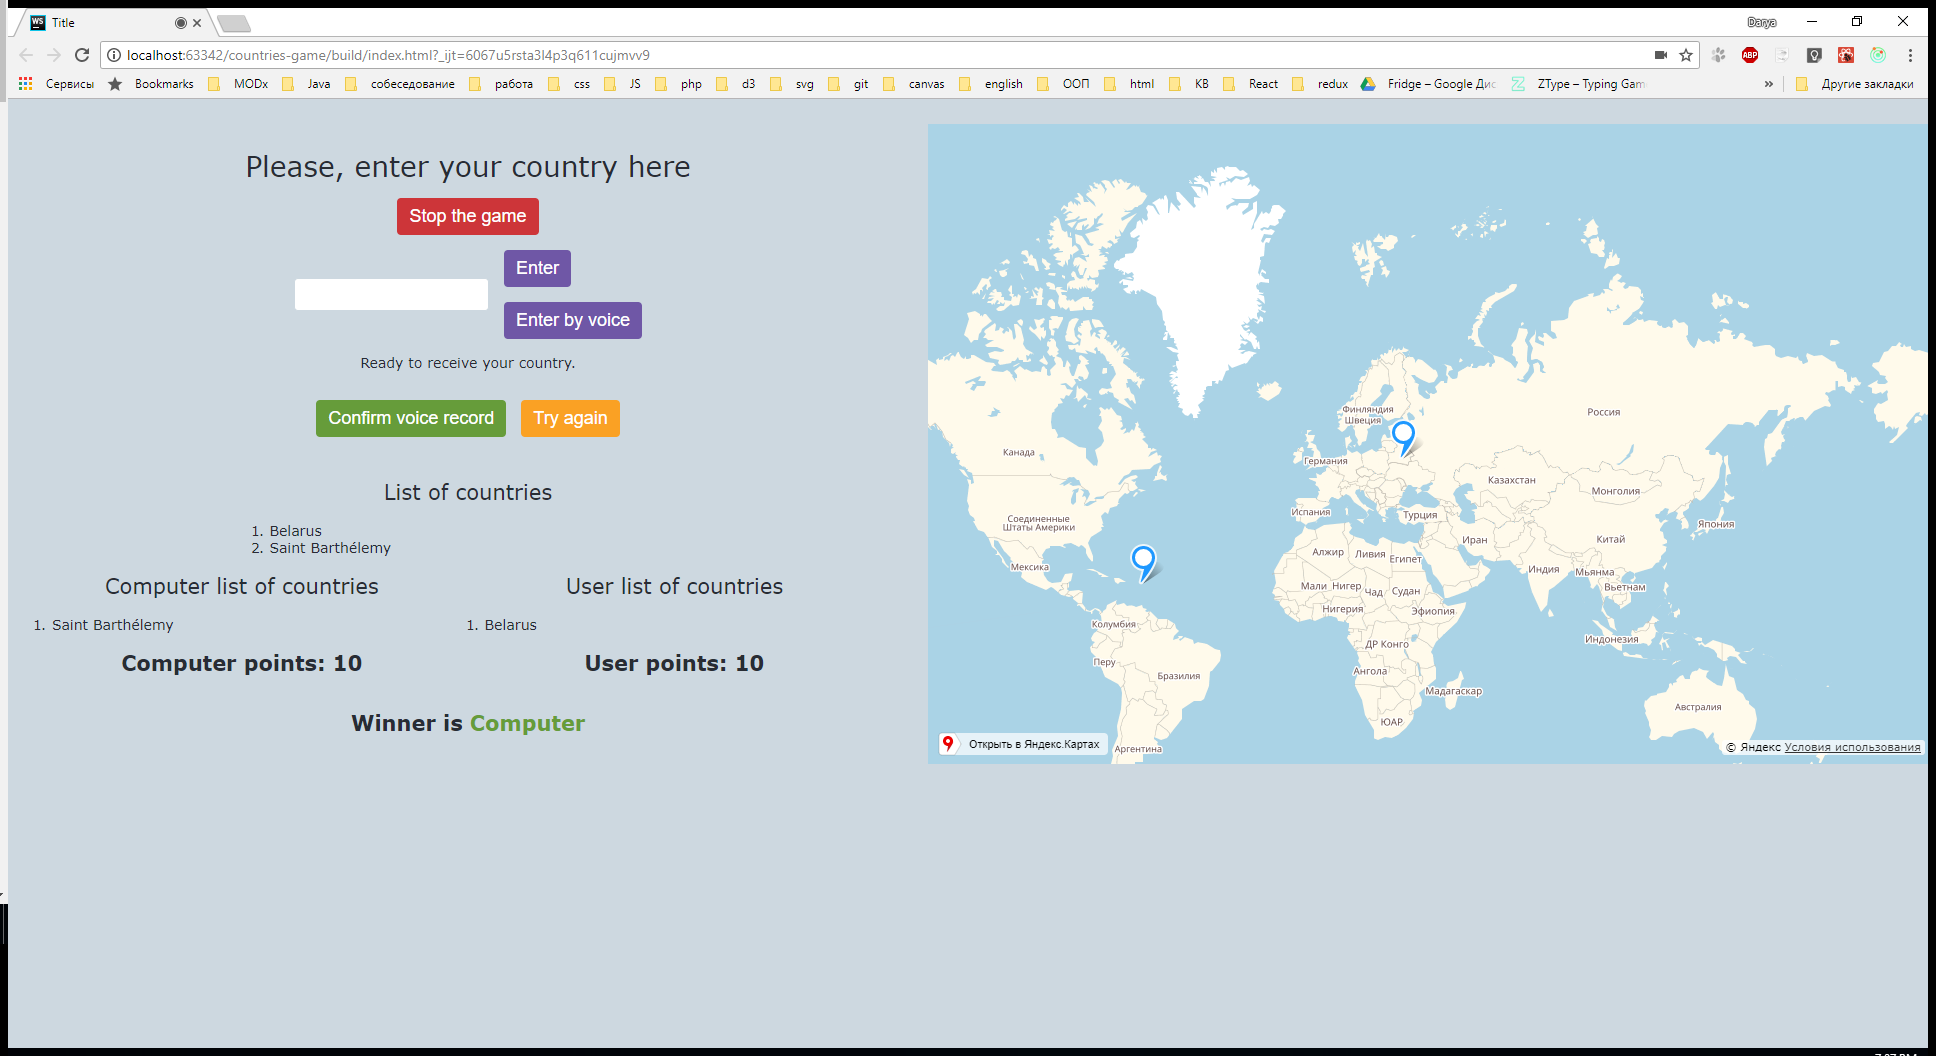 Title
Darya
localhost:63342/countries-game/build/index.html?_ijt=6067u5rsta3l4p3q611cujmvv9
ABP
Сервисы Bookmarks MODx Java собеседование работа css JS php d3 svg git canvas english ООП html КВ React redux Fridge – Google Дис ZType – Typing Gam » Другие закладки
Please, enter your country here
Stop the game
Enter
Enter by voice
Ready to receive your country.
Confirm voice record Try again
List of countries
1. Belarus
2. Saint Barthélemy
Computer list of countries
1. Saint Barthélemy
Computer points: 10
User list of countries
1. Belarus
User points: 10
Winner is Computer
Финляндия
Швеция
Россия
Канада
Германия
Казахстан
Монголия
Испания
Турция
Соединенные
Штаты Америки
Япония
Иран
Китай
Алжир Ливия Египет
Мексика
Индия
Мьянма
Вьетнам
Мали Нигер Чад Судан
Нигерия
Эфиопия
Колумбия
Индонезия
ДР Конго
Перу
Ангола
Бразилия
Мадагаскар
Австралия
ЮАР
Аргентина
Открыть в Яндекс.Картах
© Яндекс Условия использования